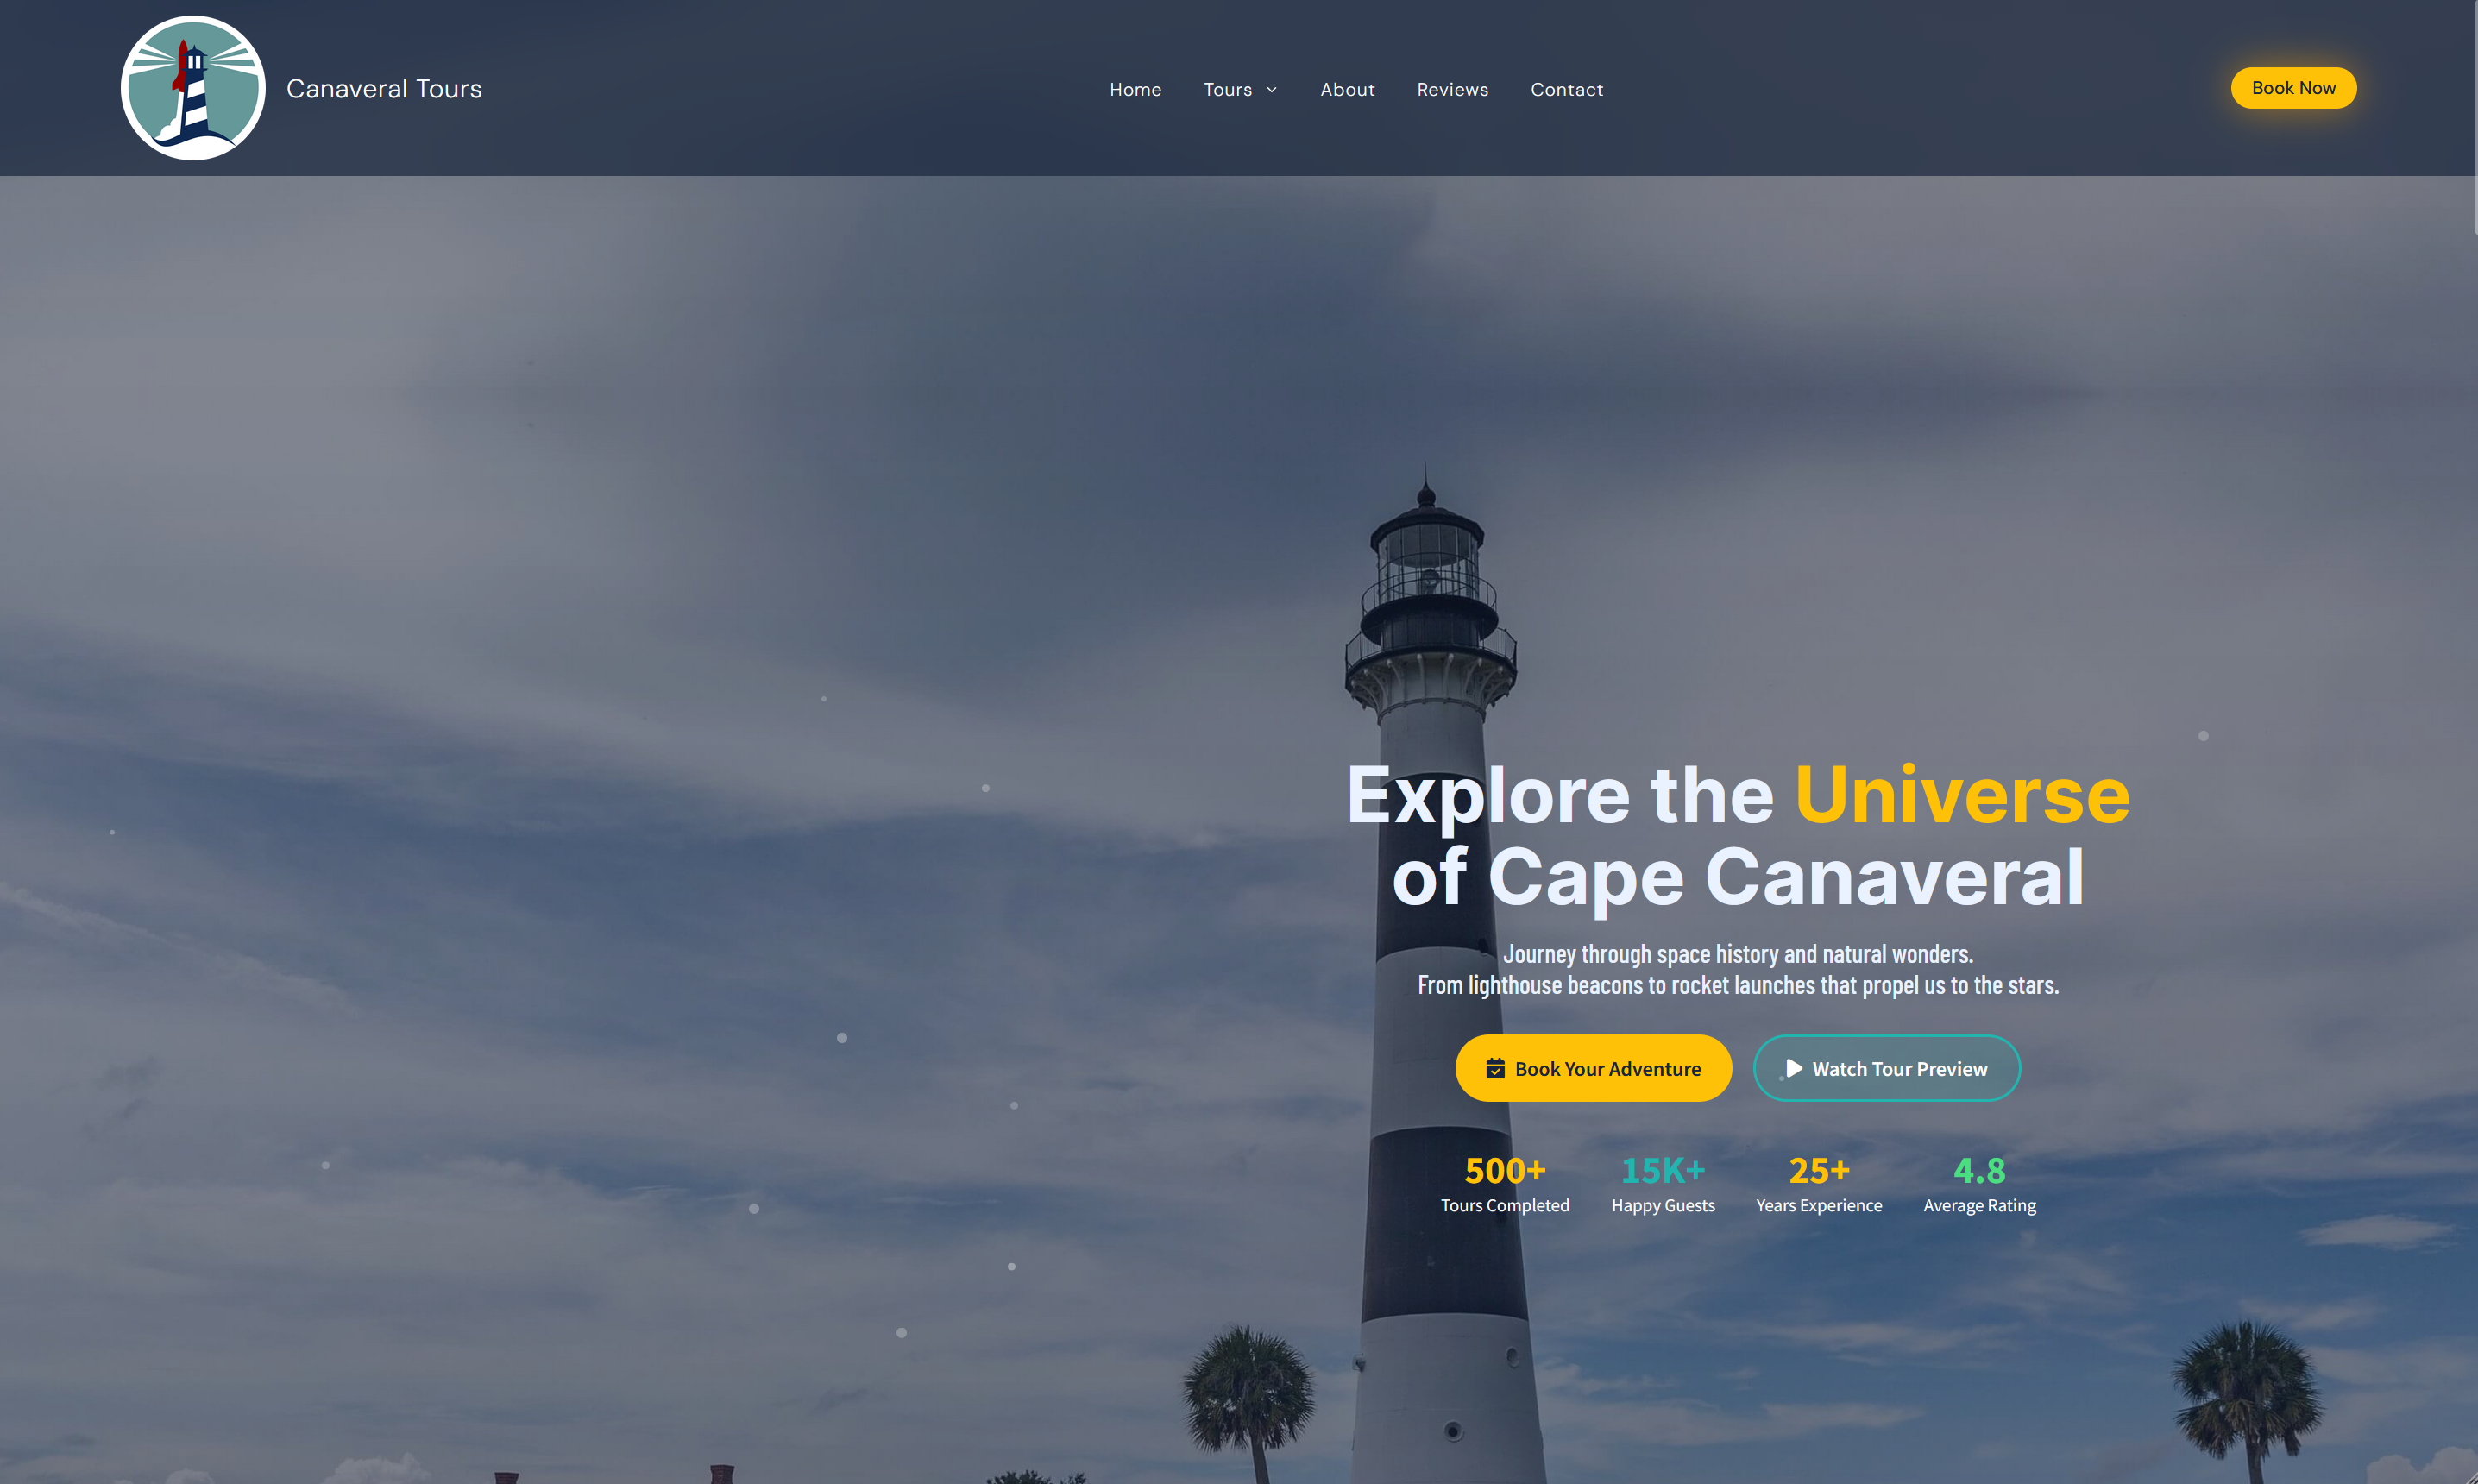 Canaveral Tours
Home Tours About Reviews Contact
Book Now
Explore the Universe
of Cape Canaveral
Journey through space history and natural wonders.
From lighthouse beacons to rocket launches that propel us to the stars.
Book Your Adventure
Watch Tour Preview
500+ 15K+ 25+ 4.8
Tours Completed Happy Guests Years Experience Average Rating